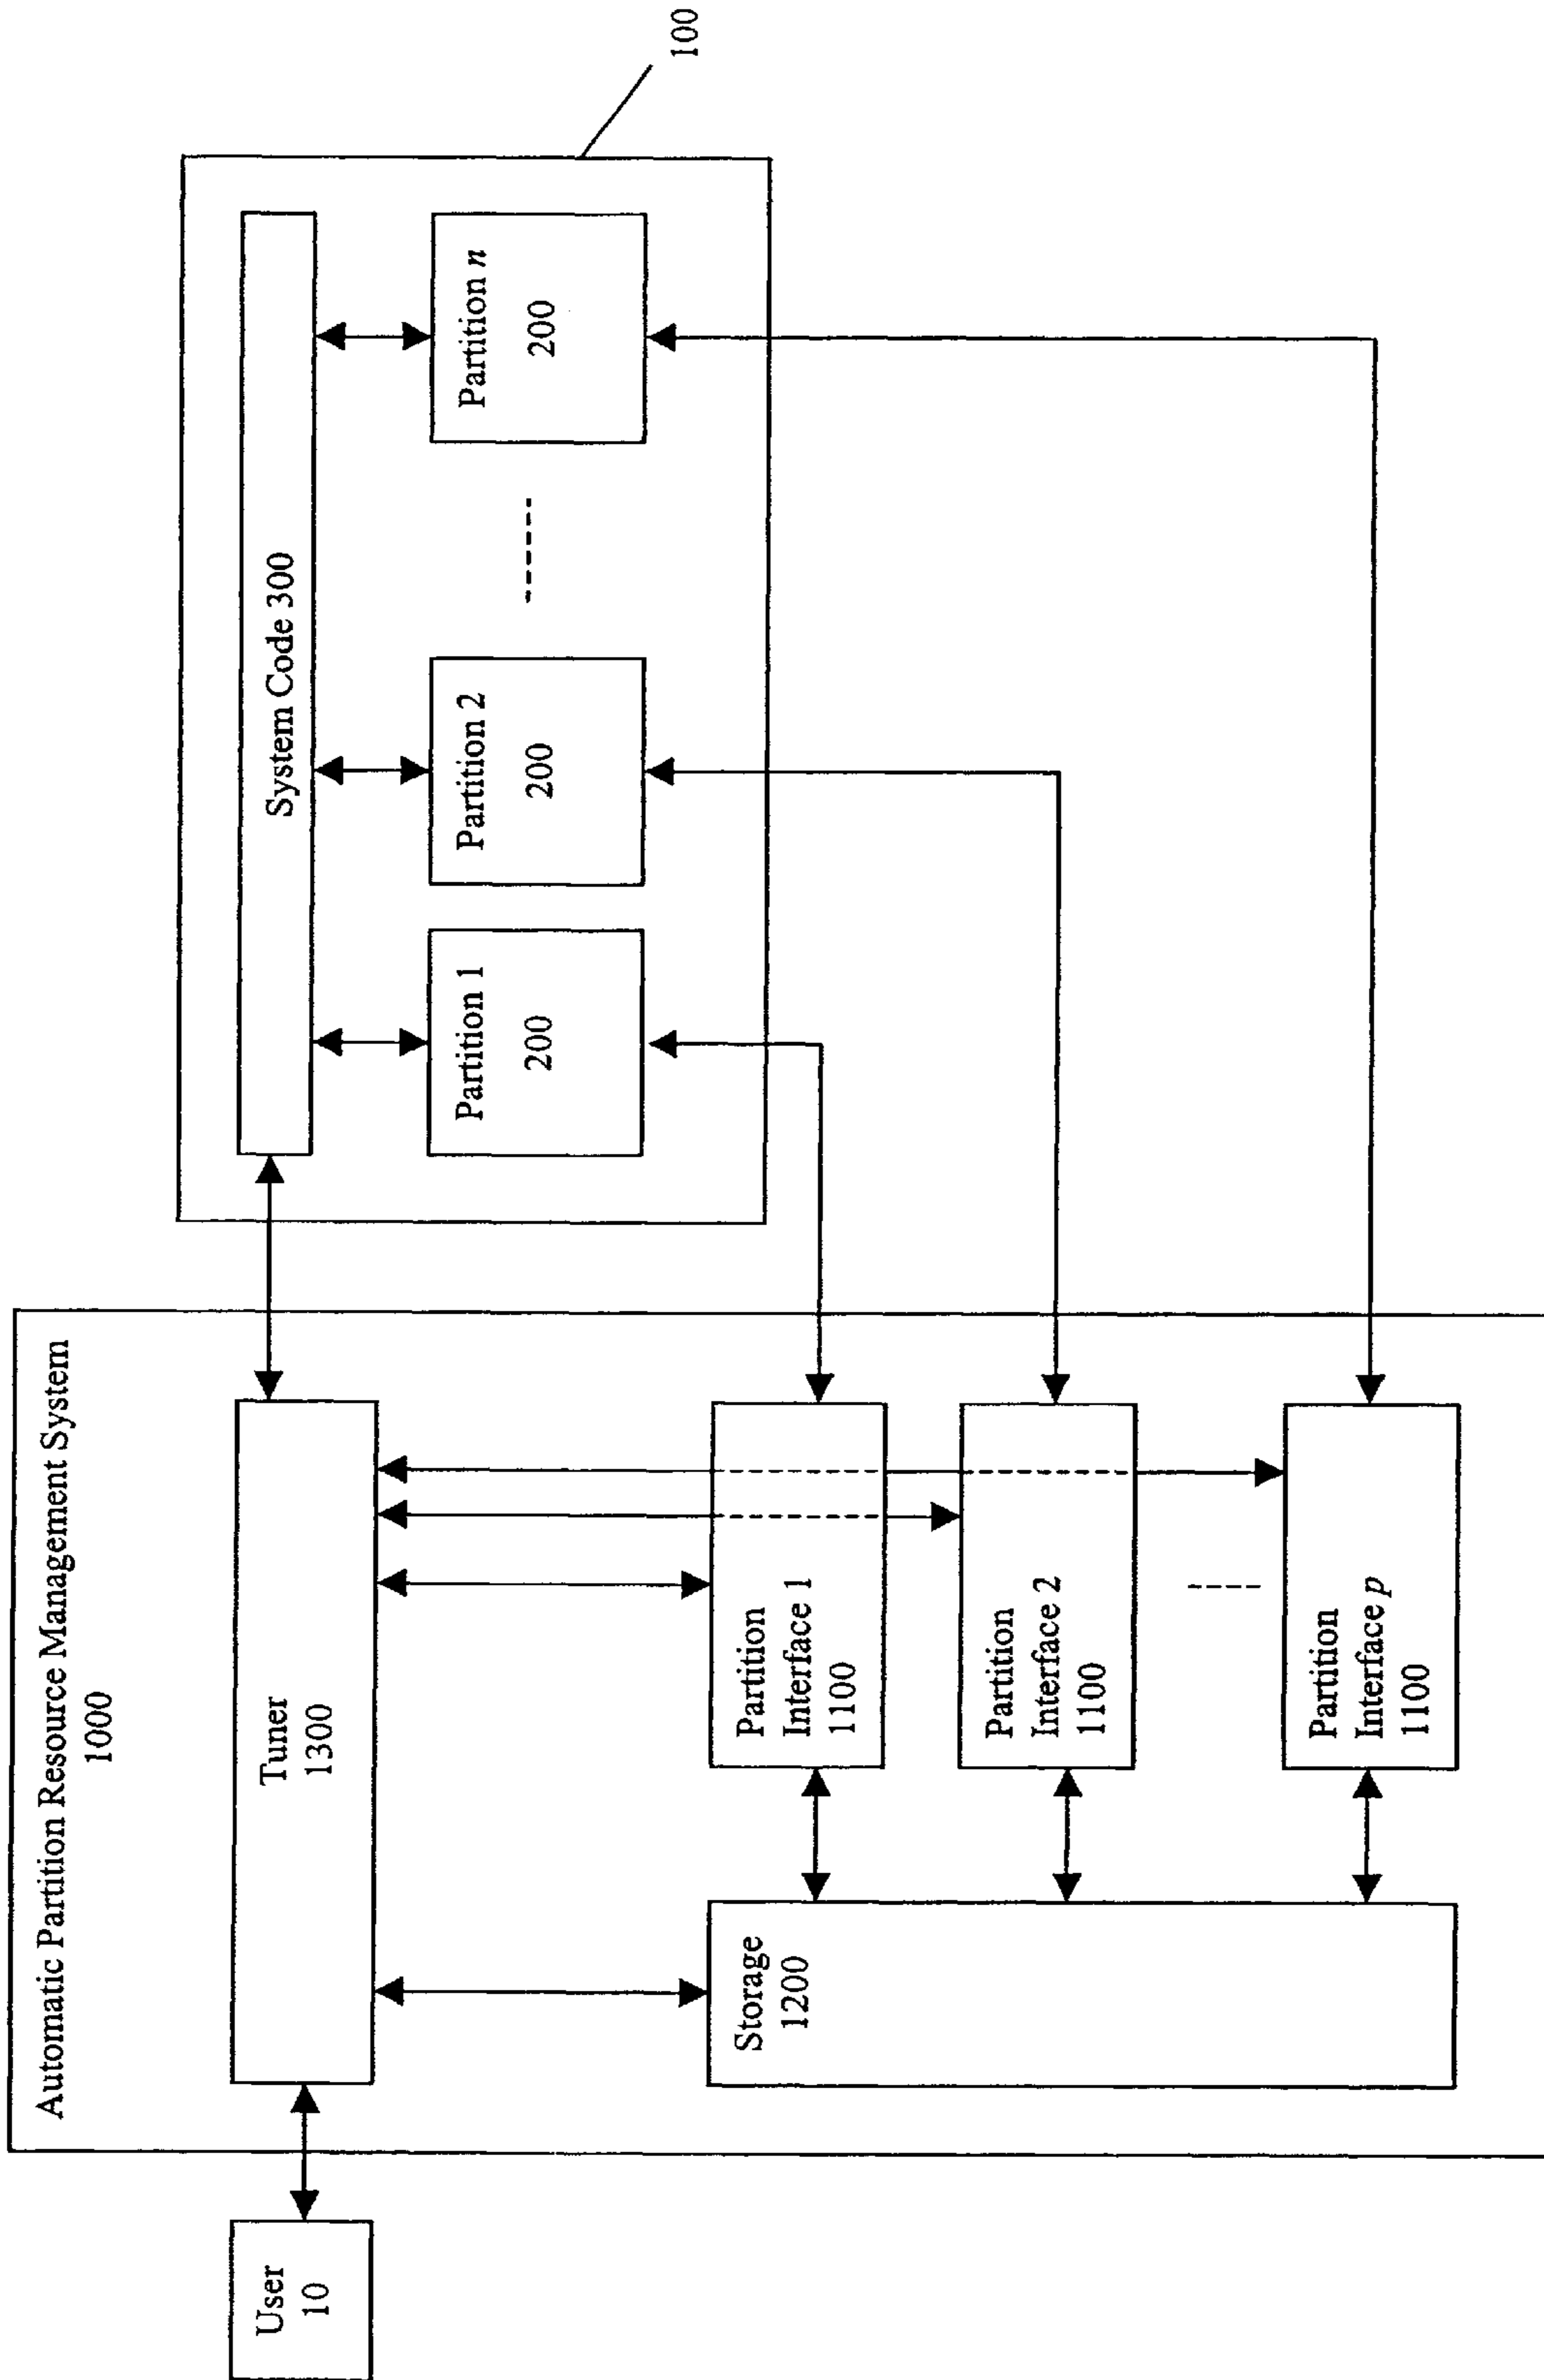 Automatic Partition Resource Management System
1000
User
10
Tuner
1300
Storage
1200
Partition
Interface 1
1100
Partition
Interface 2
1100
Partition
Interface p
1100
System Code 300
Partition 1
200
Partition 2
200
Partition n
200
100